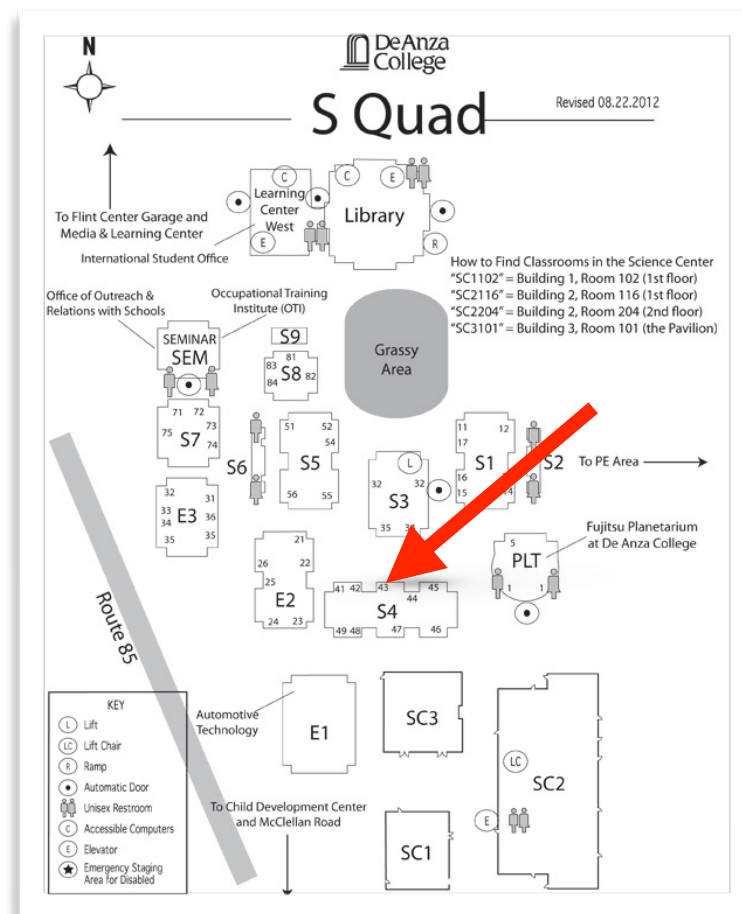 N
De Anza
College
S Quad
Revised 08.22.2012
C
C
E
Learning
Center
West
Library
To Flint Center Garage and
Media & Learning Center
E
R
International Student Office
How to Find Classrooms in the Science Center
"SC1102" = Building 1, Room 102 (1st floor)
"SC2116" = Building 2, Room 116 (1st floor)
"SC2204" = Building 2, Room 204 (2nd floor)
"SC3101" = Building 3, Room 101 (the Pavilion)
Office of Outreach &
Relations with Schools
Occupational Training
Institute (OTI)
SEMINAR
SEM
S9
81
83
S8
82
84
Grassy
Area
71 72
73
75
S7
74
S6
51 52
54
S5
56 55
11 12
17
S1
16
15
S2
To PE Area
L
32 32
S3
35
32 31
33
E3
36
34
35 35
Fujitsu Planetarium
at De Anza College
5
PLT
1 1
21
26 22
25
E2
24 23
41 42 43 45
44
S4
49 48 47 46
Route 85
KEY
L Lift
LC Lift Chair
R Ramp
Automatic Door
Unisex Restroom
C Accessible Computers
E Elevator
Emergency Staging
Area for Disabled
Automotive
Technology
E1
SC3
LC
SC2
E
To Child Development Center
and McClellan Road
SC1